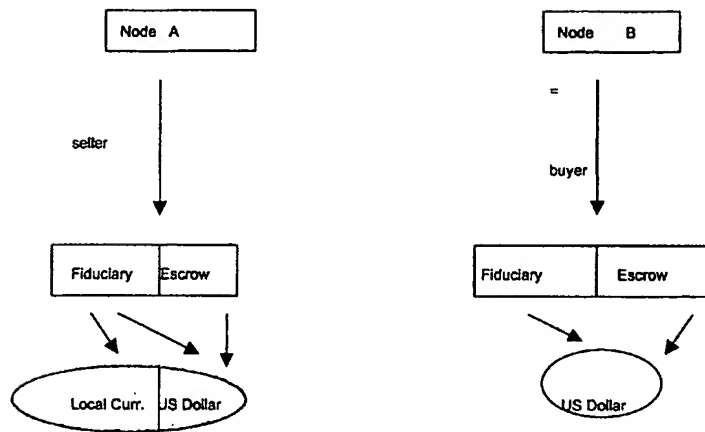 Node A
Node B
=
seller
buyer
Fiduciary Escrow
Fiduciary Escrow
Local Curr. US Dollar
US Dollar